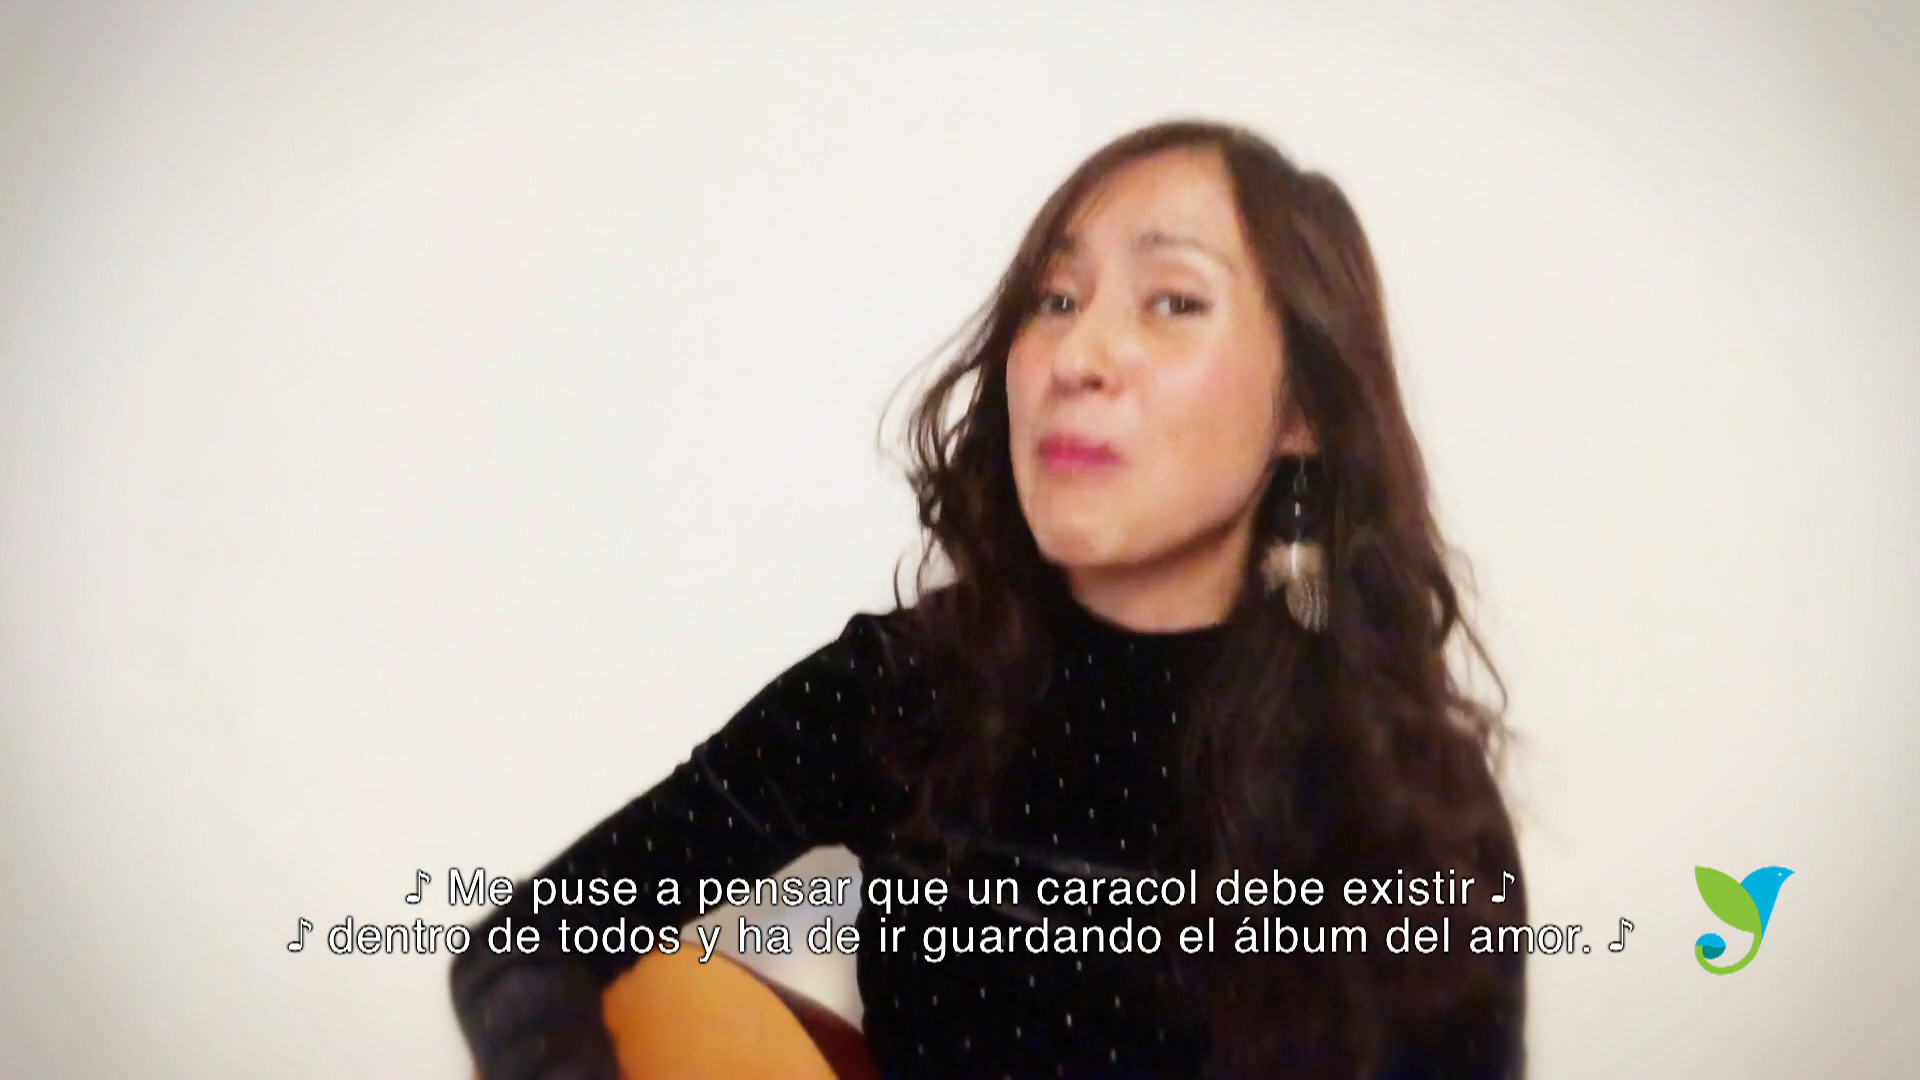 ♪ Me puse a pensar que un caracol debe existir ♪
♪ dentro de todos y ha de ir guardando el álbum del amor. ♪